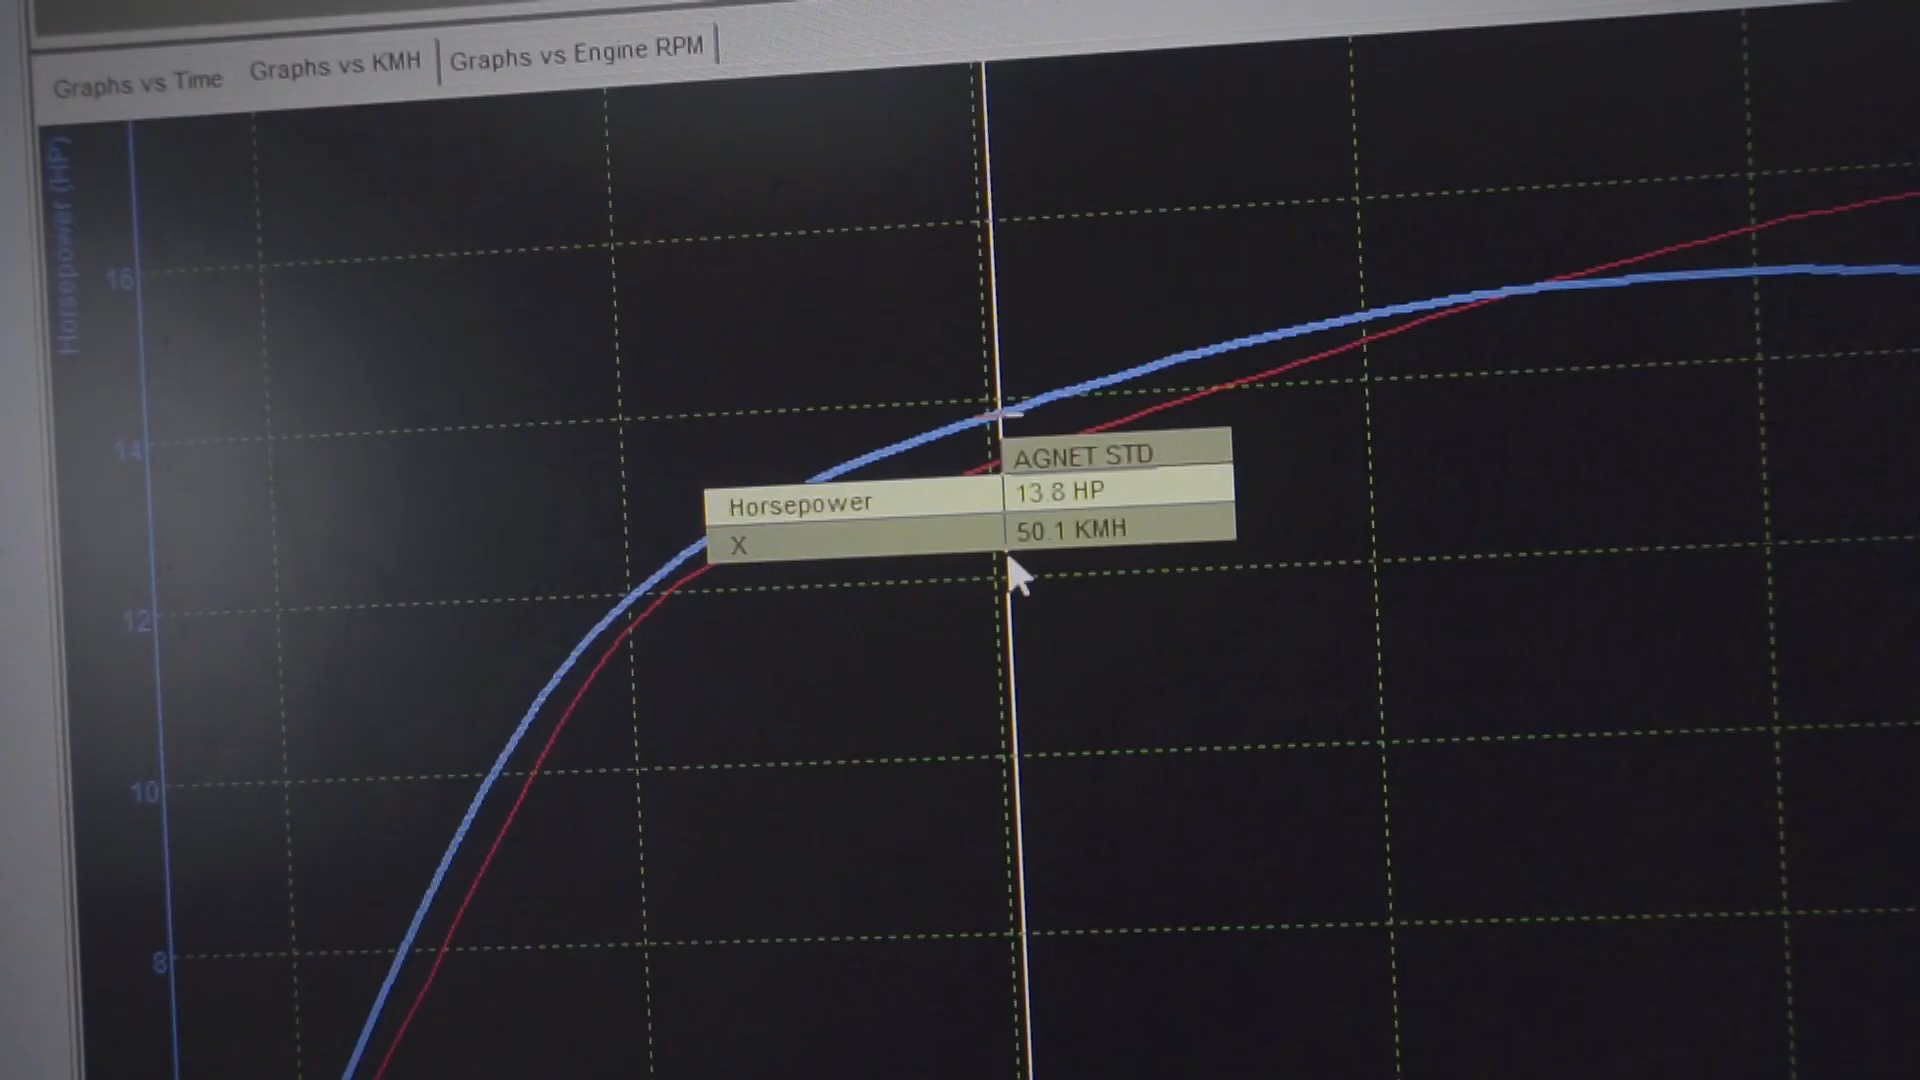 Graphs vs Time
Graphs vs KMH
Graphs vs Engine RPM
Horsepower (HP)
16
14
12
10
8
AGNET STD
Horsepower
13.8 HP
X
50.1 KMH